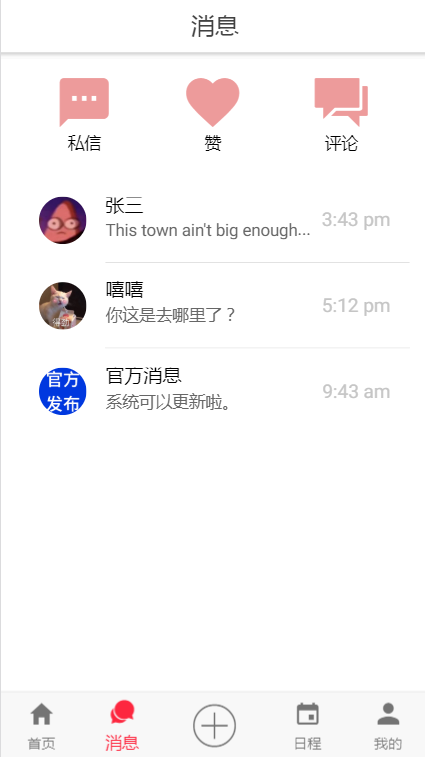 消息
私信
赞
评论
张三
3:43 pm
This town ain't big enough...
嘻嘻
5:12 pm
你这是去哪里了？
官方
发布
官方消息
9:43 am
系统可以更新啦。
首页
消息
日程
我的